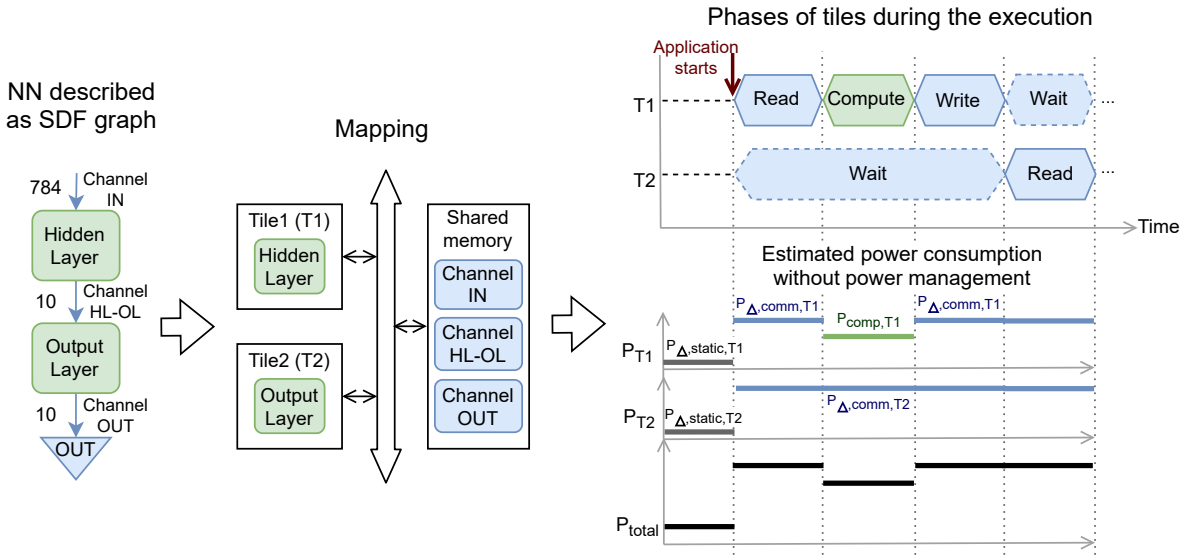 NN described
as SDF graph
784
Channel
IN
Hidden
Layer
10
Channel
HL-OL
Output
Layer
10
Channel
OUT
OUT
Mapping
Tile1 (T1)
Hidden
Layer
Tile2 (T2)
Output
Layer
Shared
memory
Channel
IN
Channel
HL-OL
Channel
OUT
Phases of tiles during the execution
Application
starts
T1
Read
Compute
Write
Wait
...
T2
Wait
Read
...
Time
Estimated power consumption
without power management
PΔ,comm,T1
Pcomp,T1
PΔ,comm,T1
PT1
PΔ,static,T1
PT2
PΔ,static,T2
PΔ,comm,T2
Ptotal